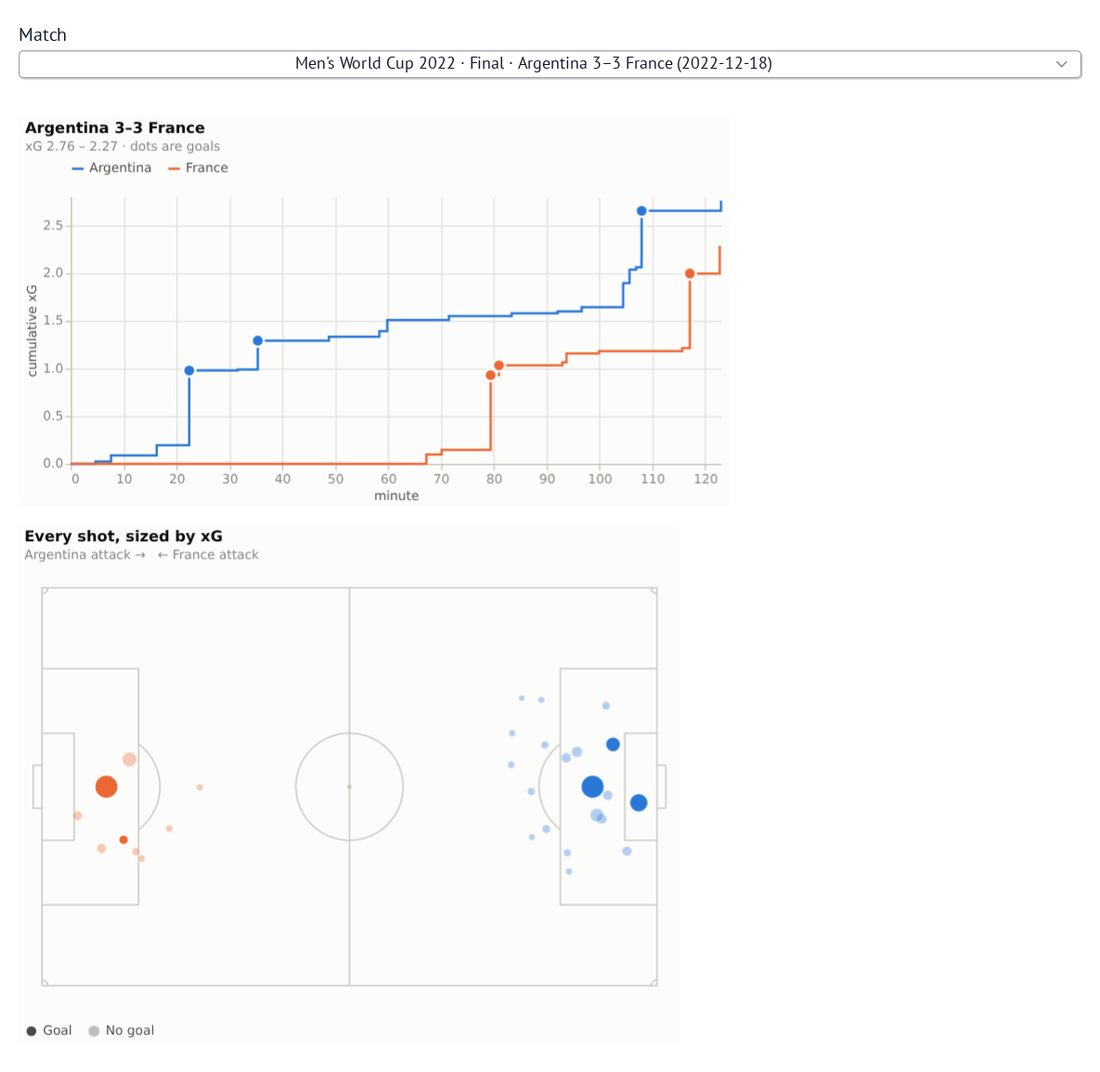 Match
Men's World Cup 2022 · Final · Argentina 3–3 France (2022-12-18)
Argentina 3–3 France
xG 2.76 – 2.27 · dots are goals
Argentina France
cumulative xG
2.5
2.0
1.5
1.0
0.5
0.0
0 10 20 30 40 50 60 70 80 90 100 110 120
minute
Every shot, sized by xG
Argentina attack → ← France attack
Goal No goal